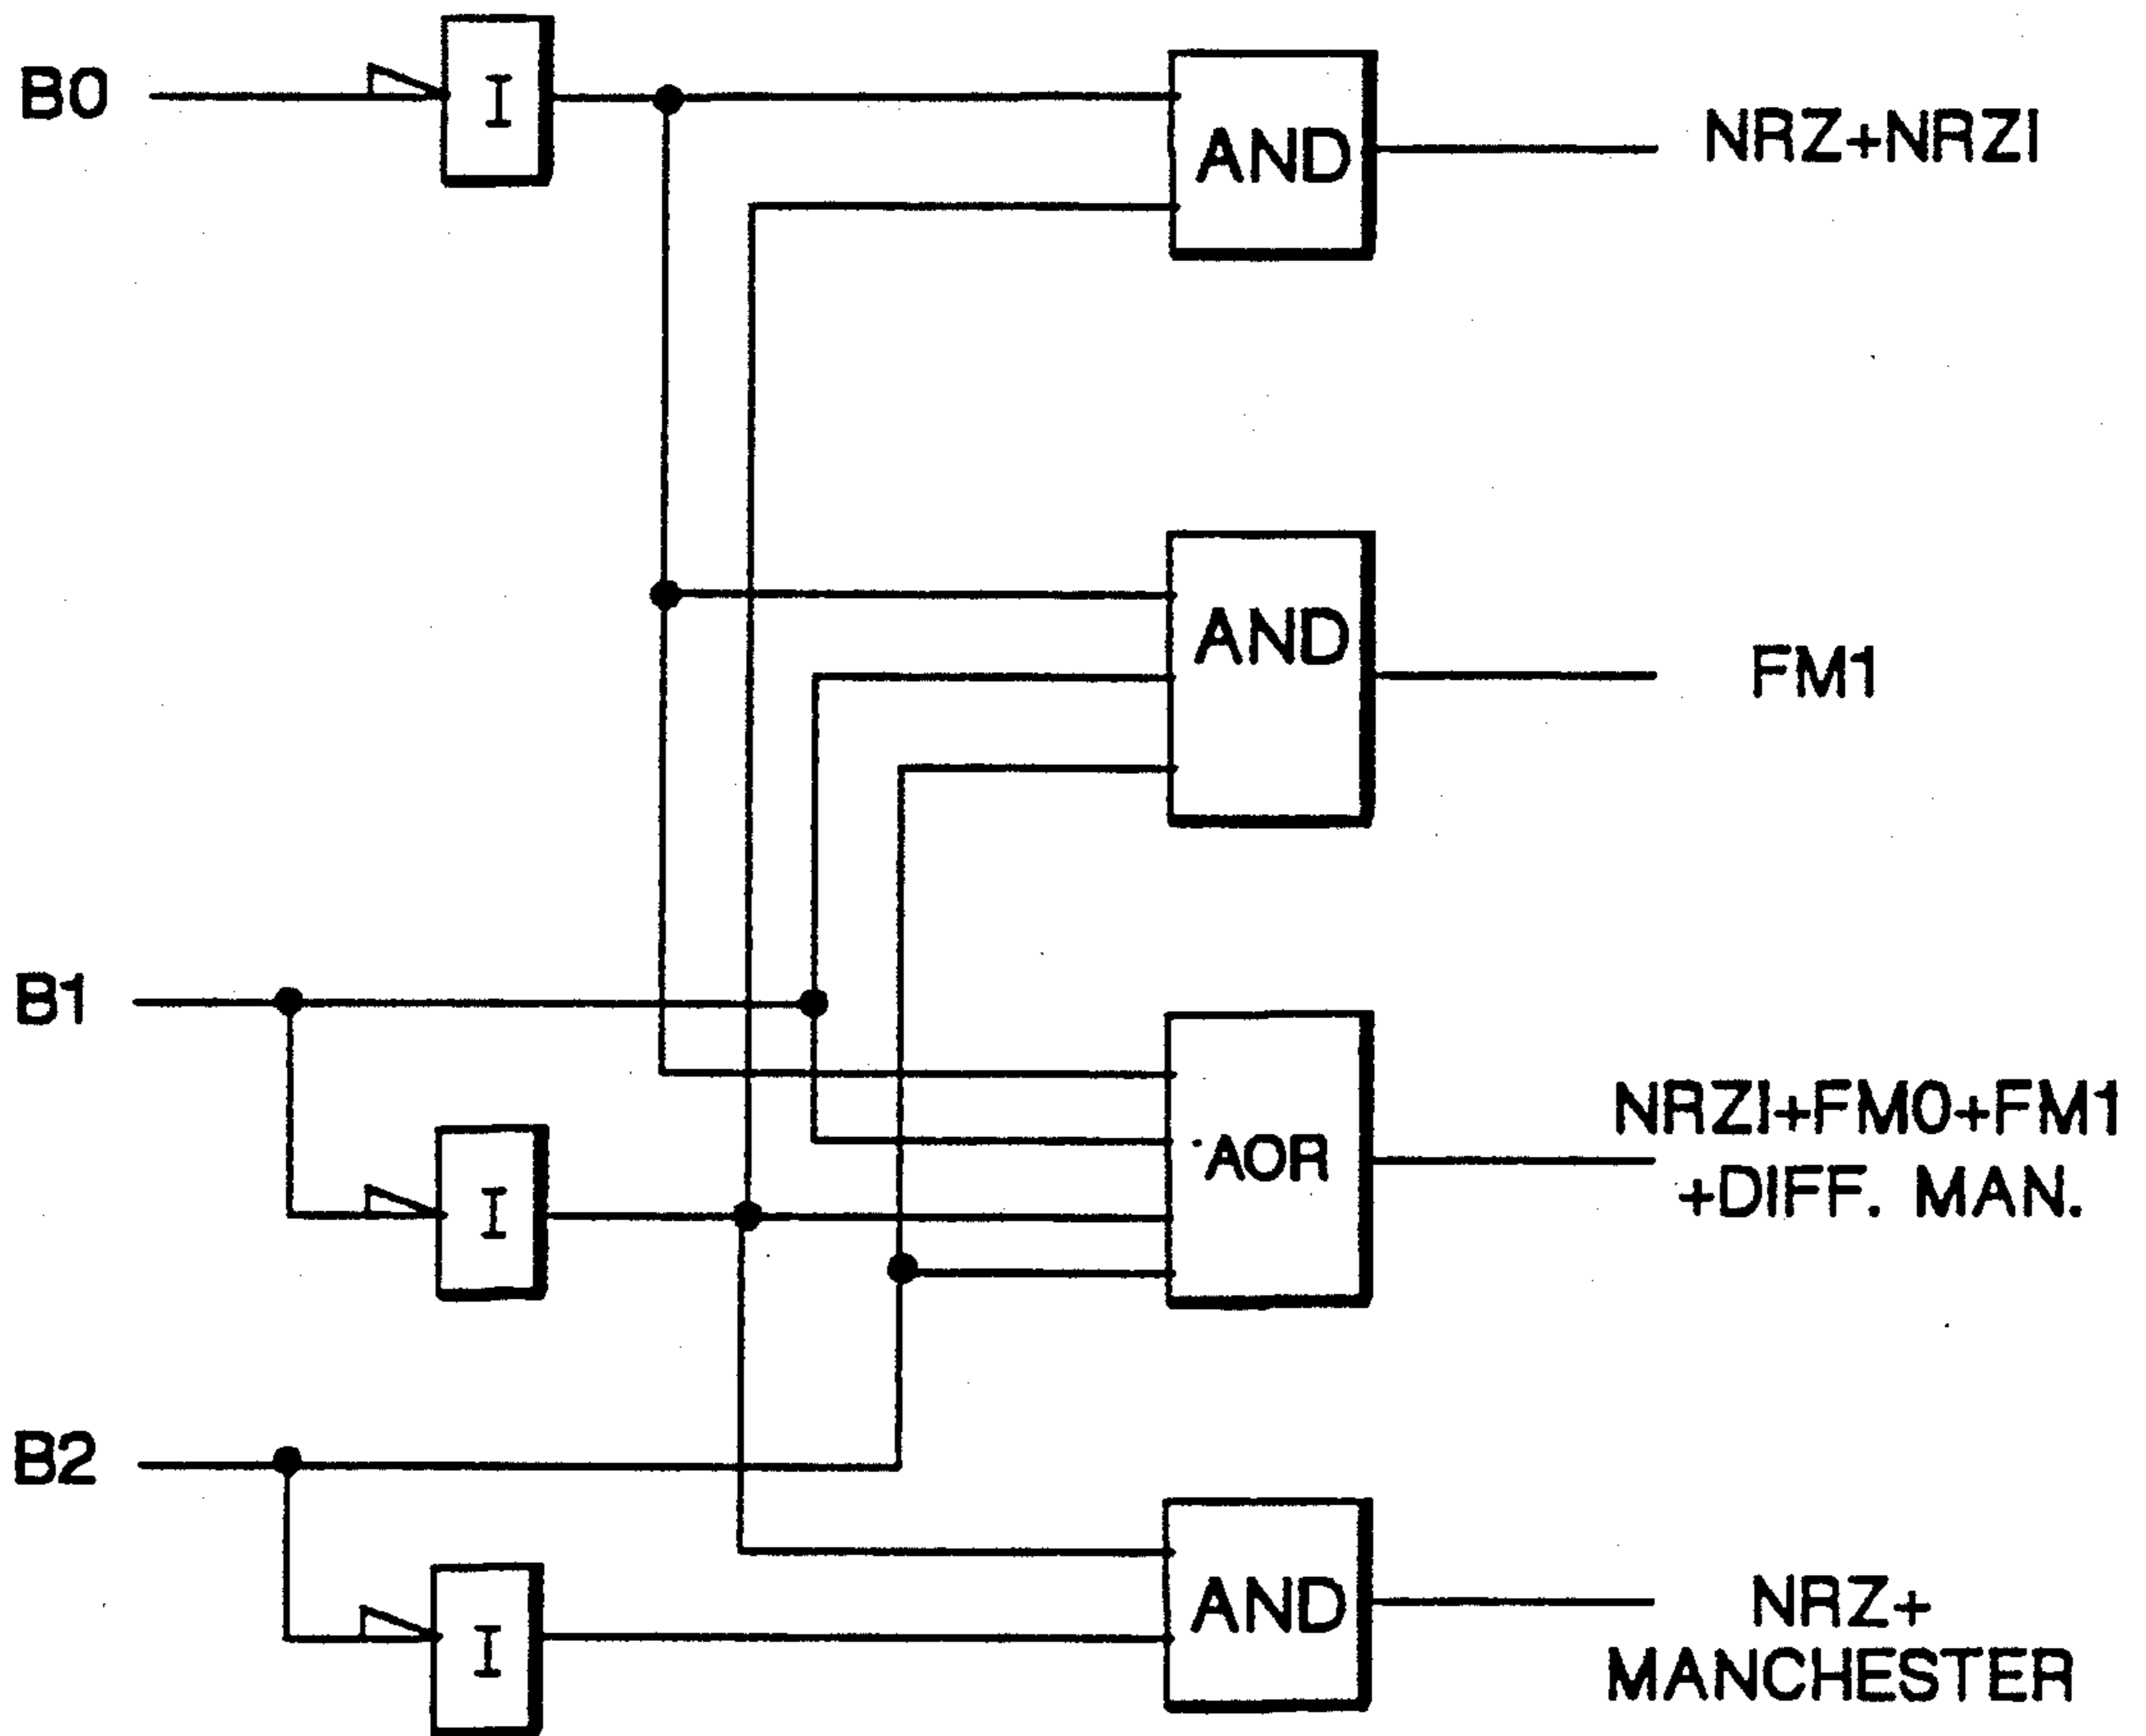 B0
I
AND
NRZ+NRZI
AND
FM1
B1
I
AOR
NRZI+FM0+FM1
+DIFF. MAN.
B2
I
AND
NRZ+
MANCHESTER